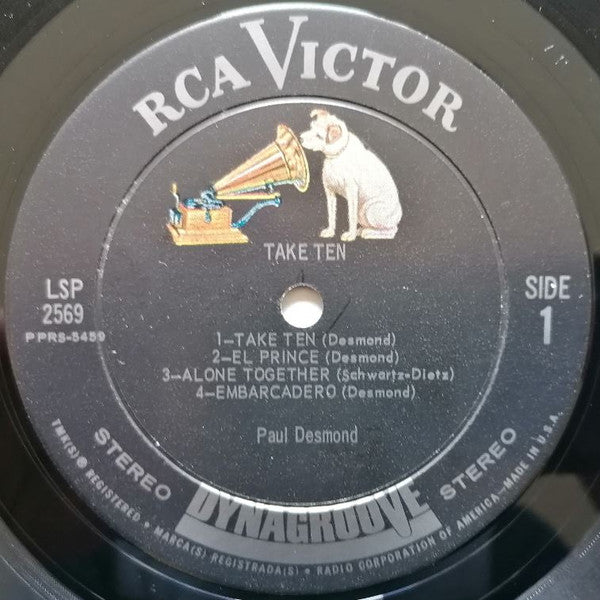 RCA VICTOR
TAKE TEN
LSP
2569
PPRS-5459
SIDE
1
1—TAKE TEN (Desmond)
2—EL PRINCE (Desmond)
3—ALONE TOGETHER (Schwartz-Dietz)
4—EMBARCADERO (Desmond)
Paul Desmond
STEREO
DYNAGROOVE
STEREO
TMK(S) ® REGISTERED • MARCA(S) REGISTRADA(S) • RADIO CORPORATION OF AMERICA—MADE IN U.S.A.